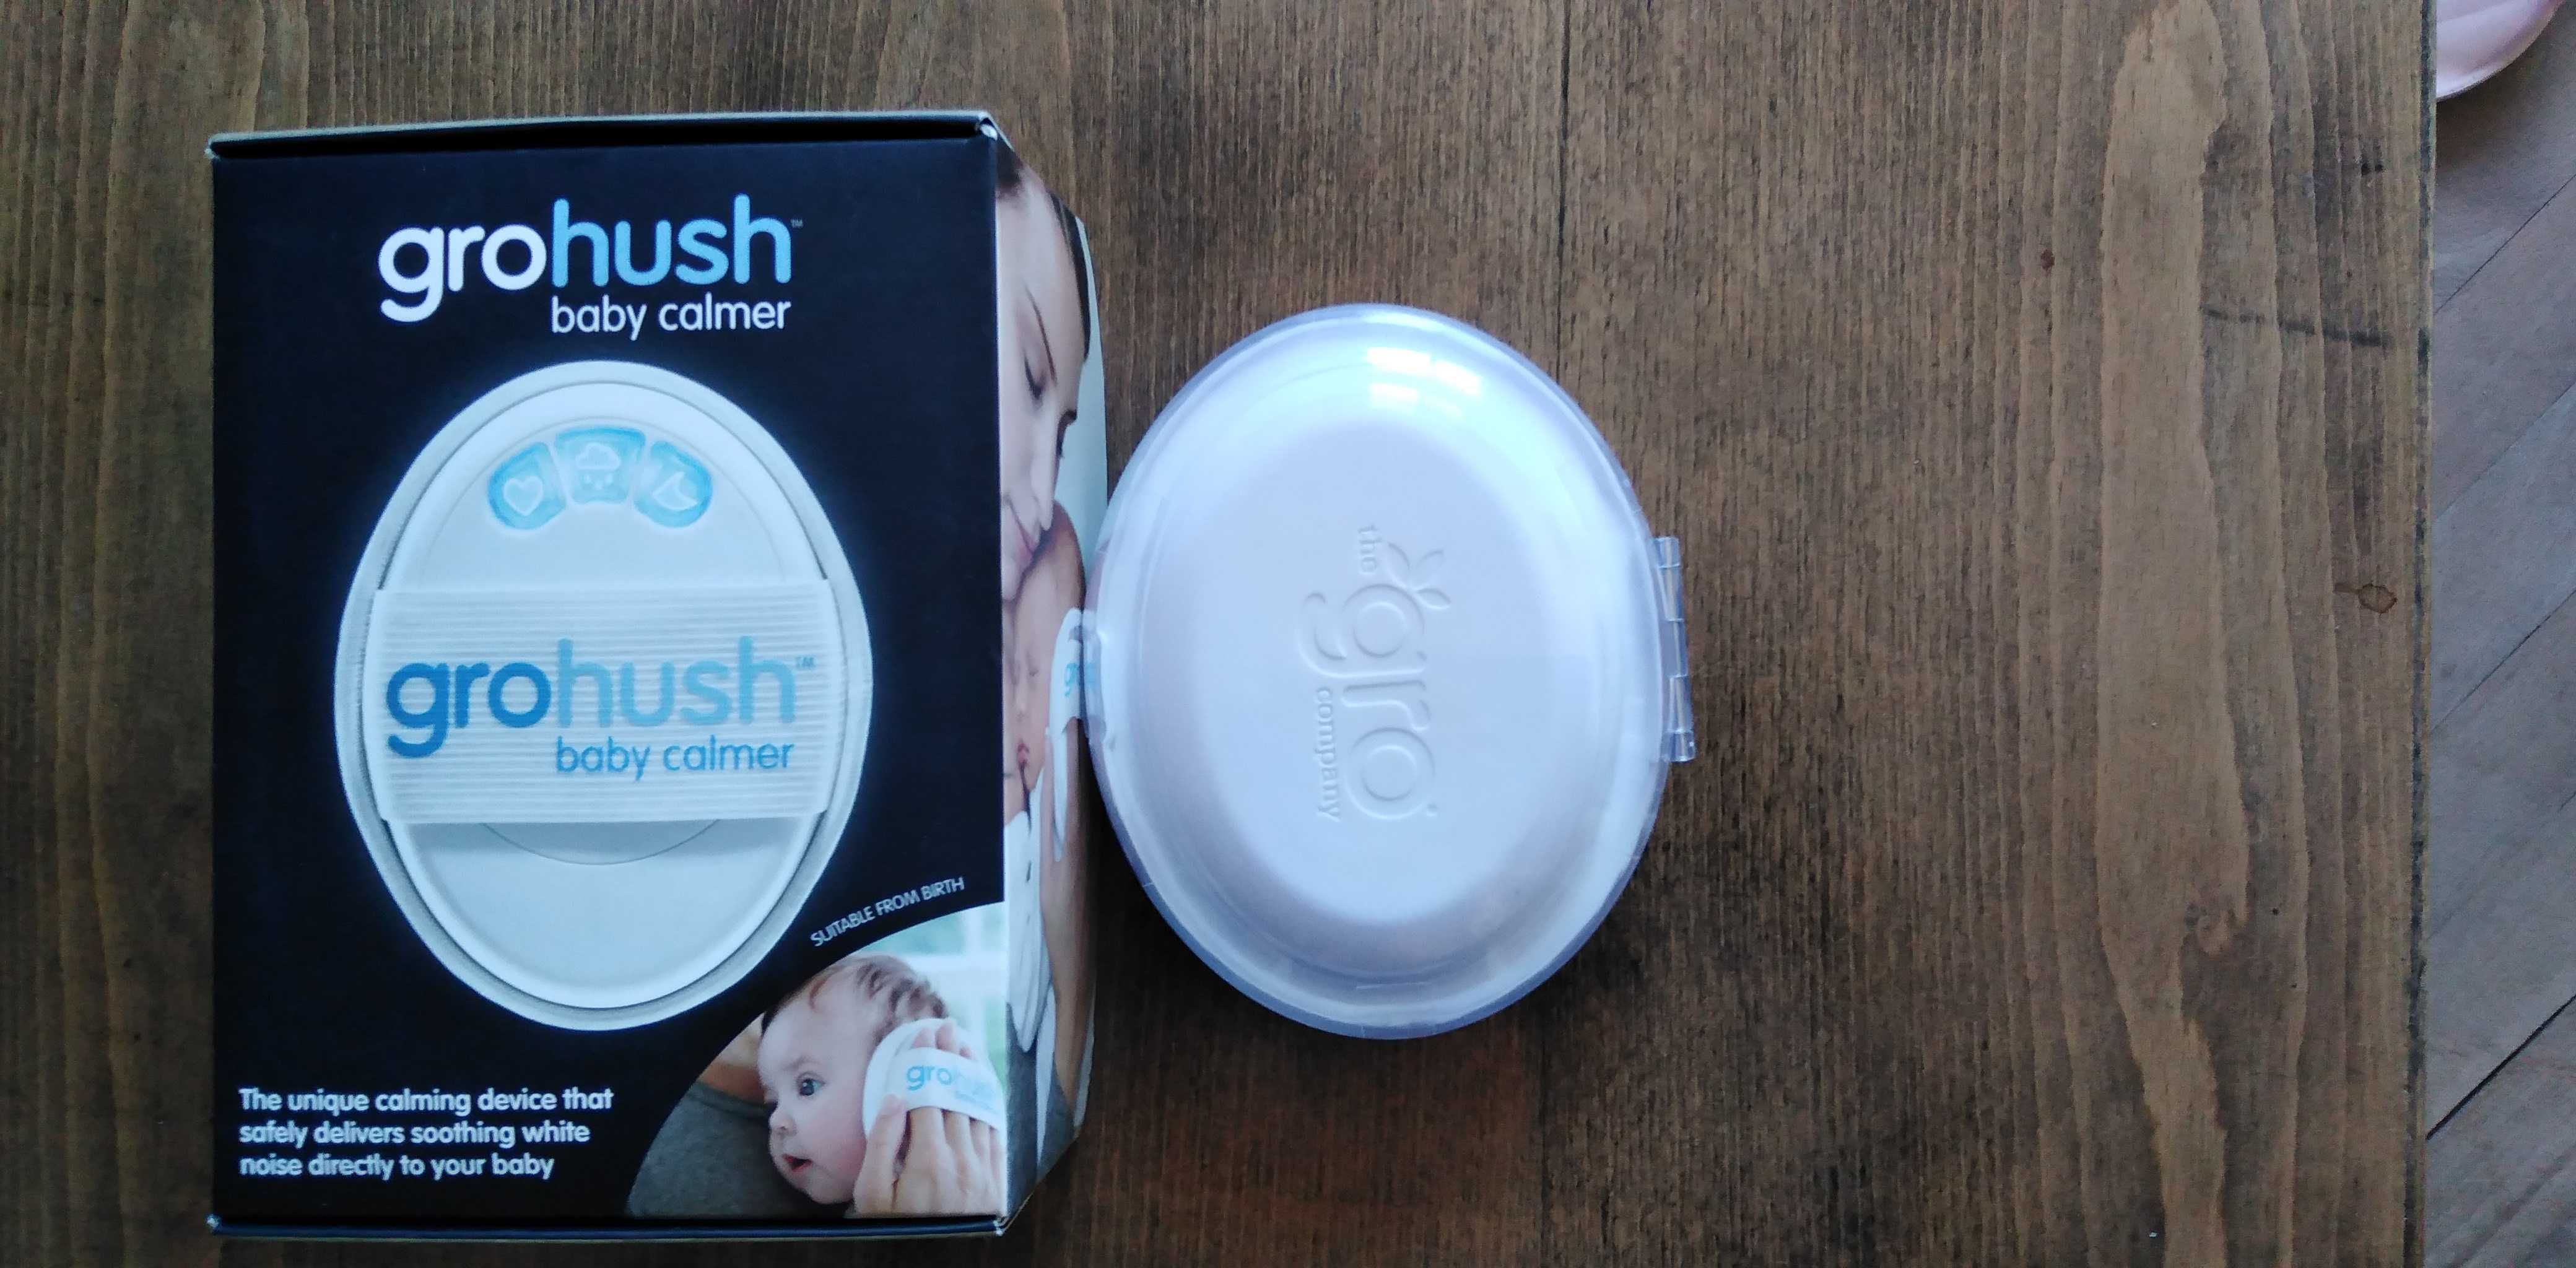 grohush™
baby calmer
grohush™
baby calmer
SUITABLE FROM BIRTH
gro
The unique calming device that
safely delivers soothing white
noise directly to your baby
the
gro
company